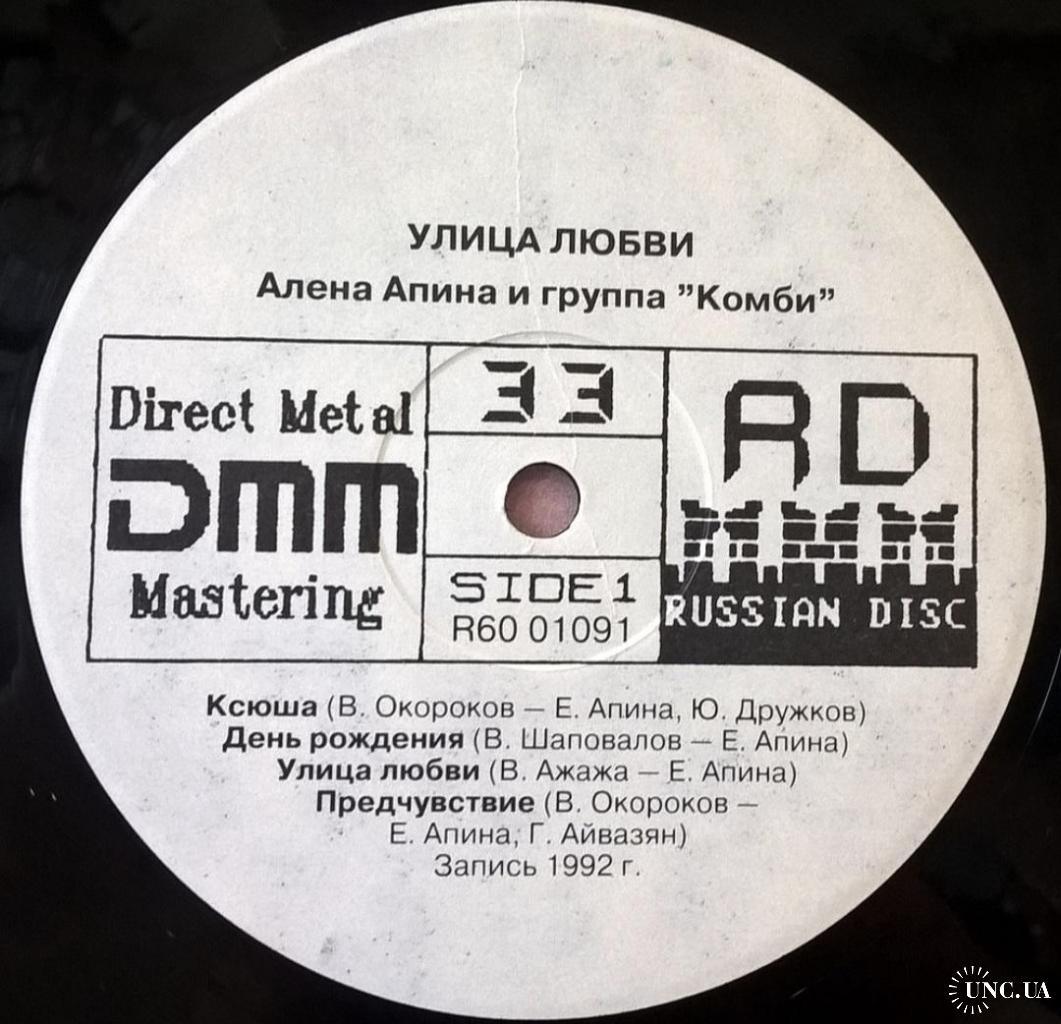 УЛИЦА ЛЮБВИ
Алена Апина и группа ”Комби”
Direct Metal
DMM
Mastering
33
SIDE 1
R60 01091
RD
RUSSIAN DISC
Ксюша (В. Окороков — Е. Апина, Ю. Дружков)
День рождения (В. Шаповалов — Е. Апина)
Улица любви (В. Ажажа — Е. Апина)
Предчувствие (В. Окороков —
Е. Апина, Г. Айвазян)
Запись 1992 г.
UNC.UA